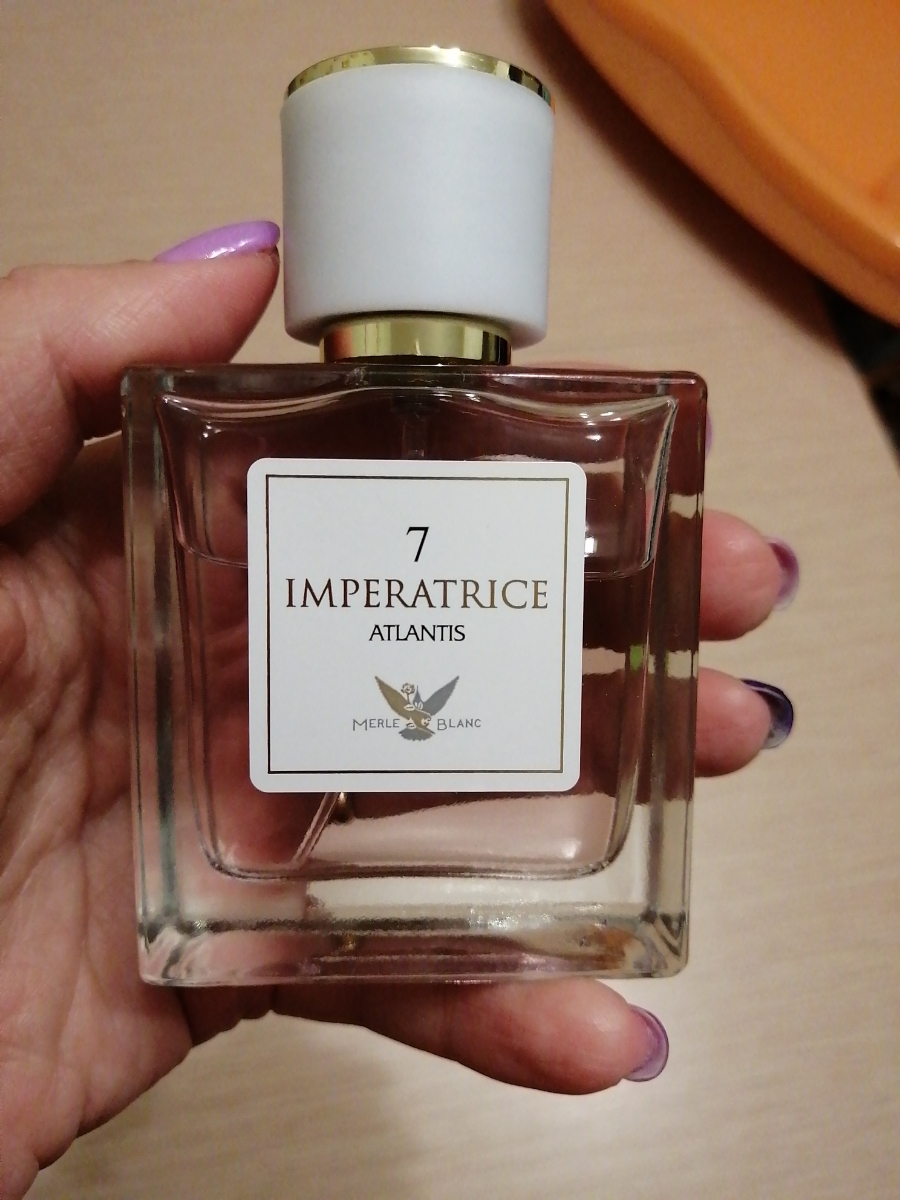 7
IMPERATRICE
ATLANTIS
MERLE BLANC